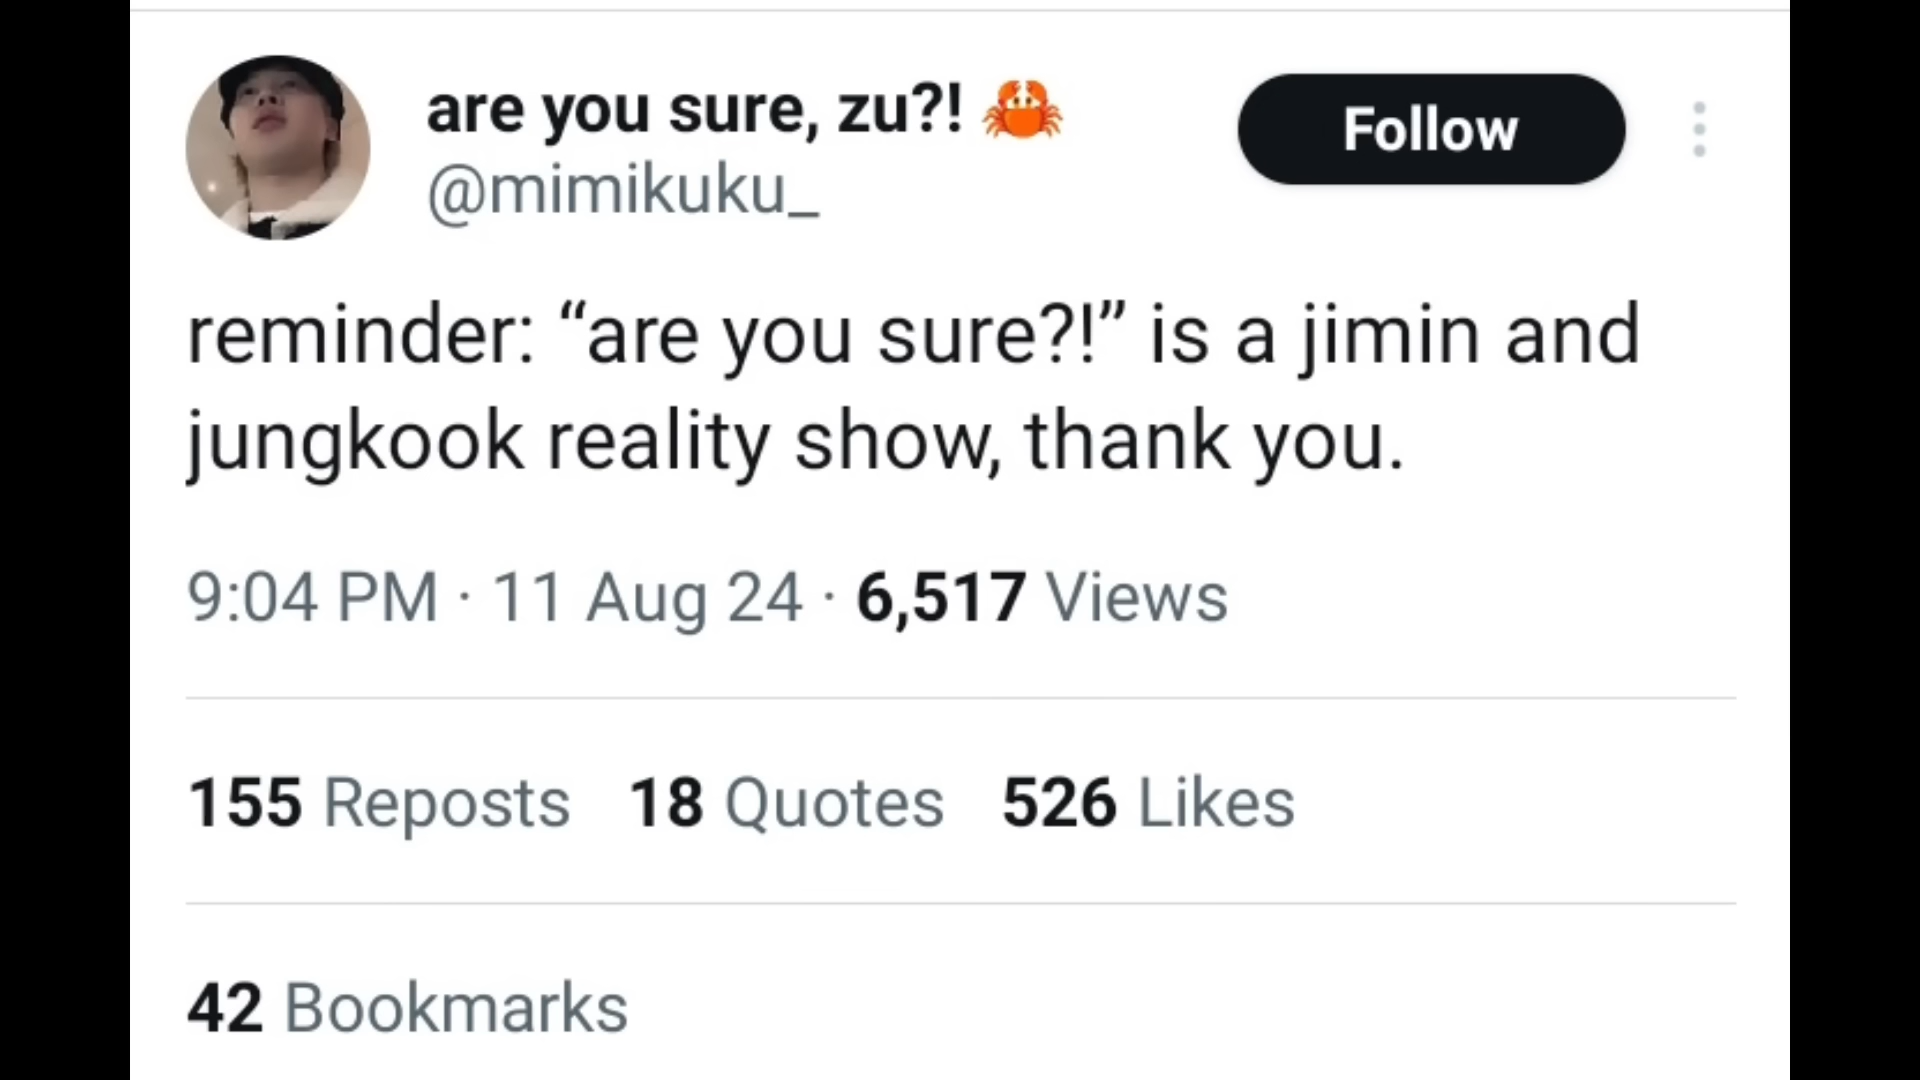 are you sure, zu?! 🦀
Follow
@mimikuku_
reminder: “are you sure?!” is a jimin and
jungkook reality show, thank you.
9:04 PM · 11 Aug 24 · 6,517 Views
155 Reposts 18 Quotes 526 Likes
42 Bookmarks